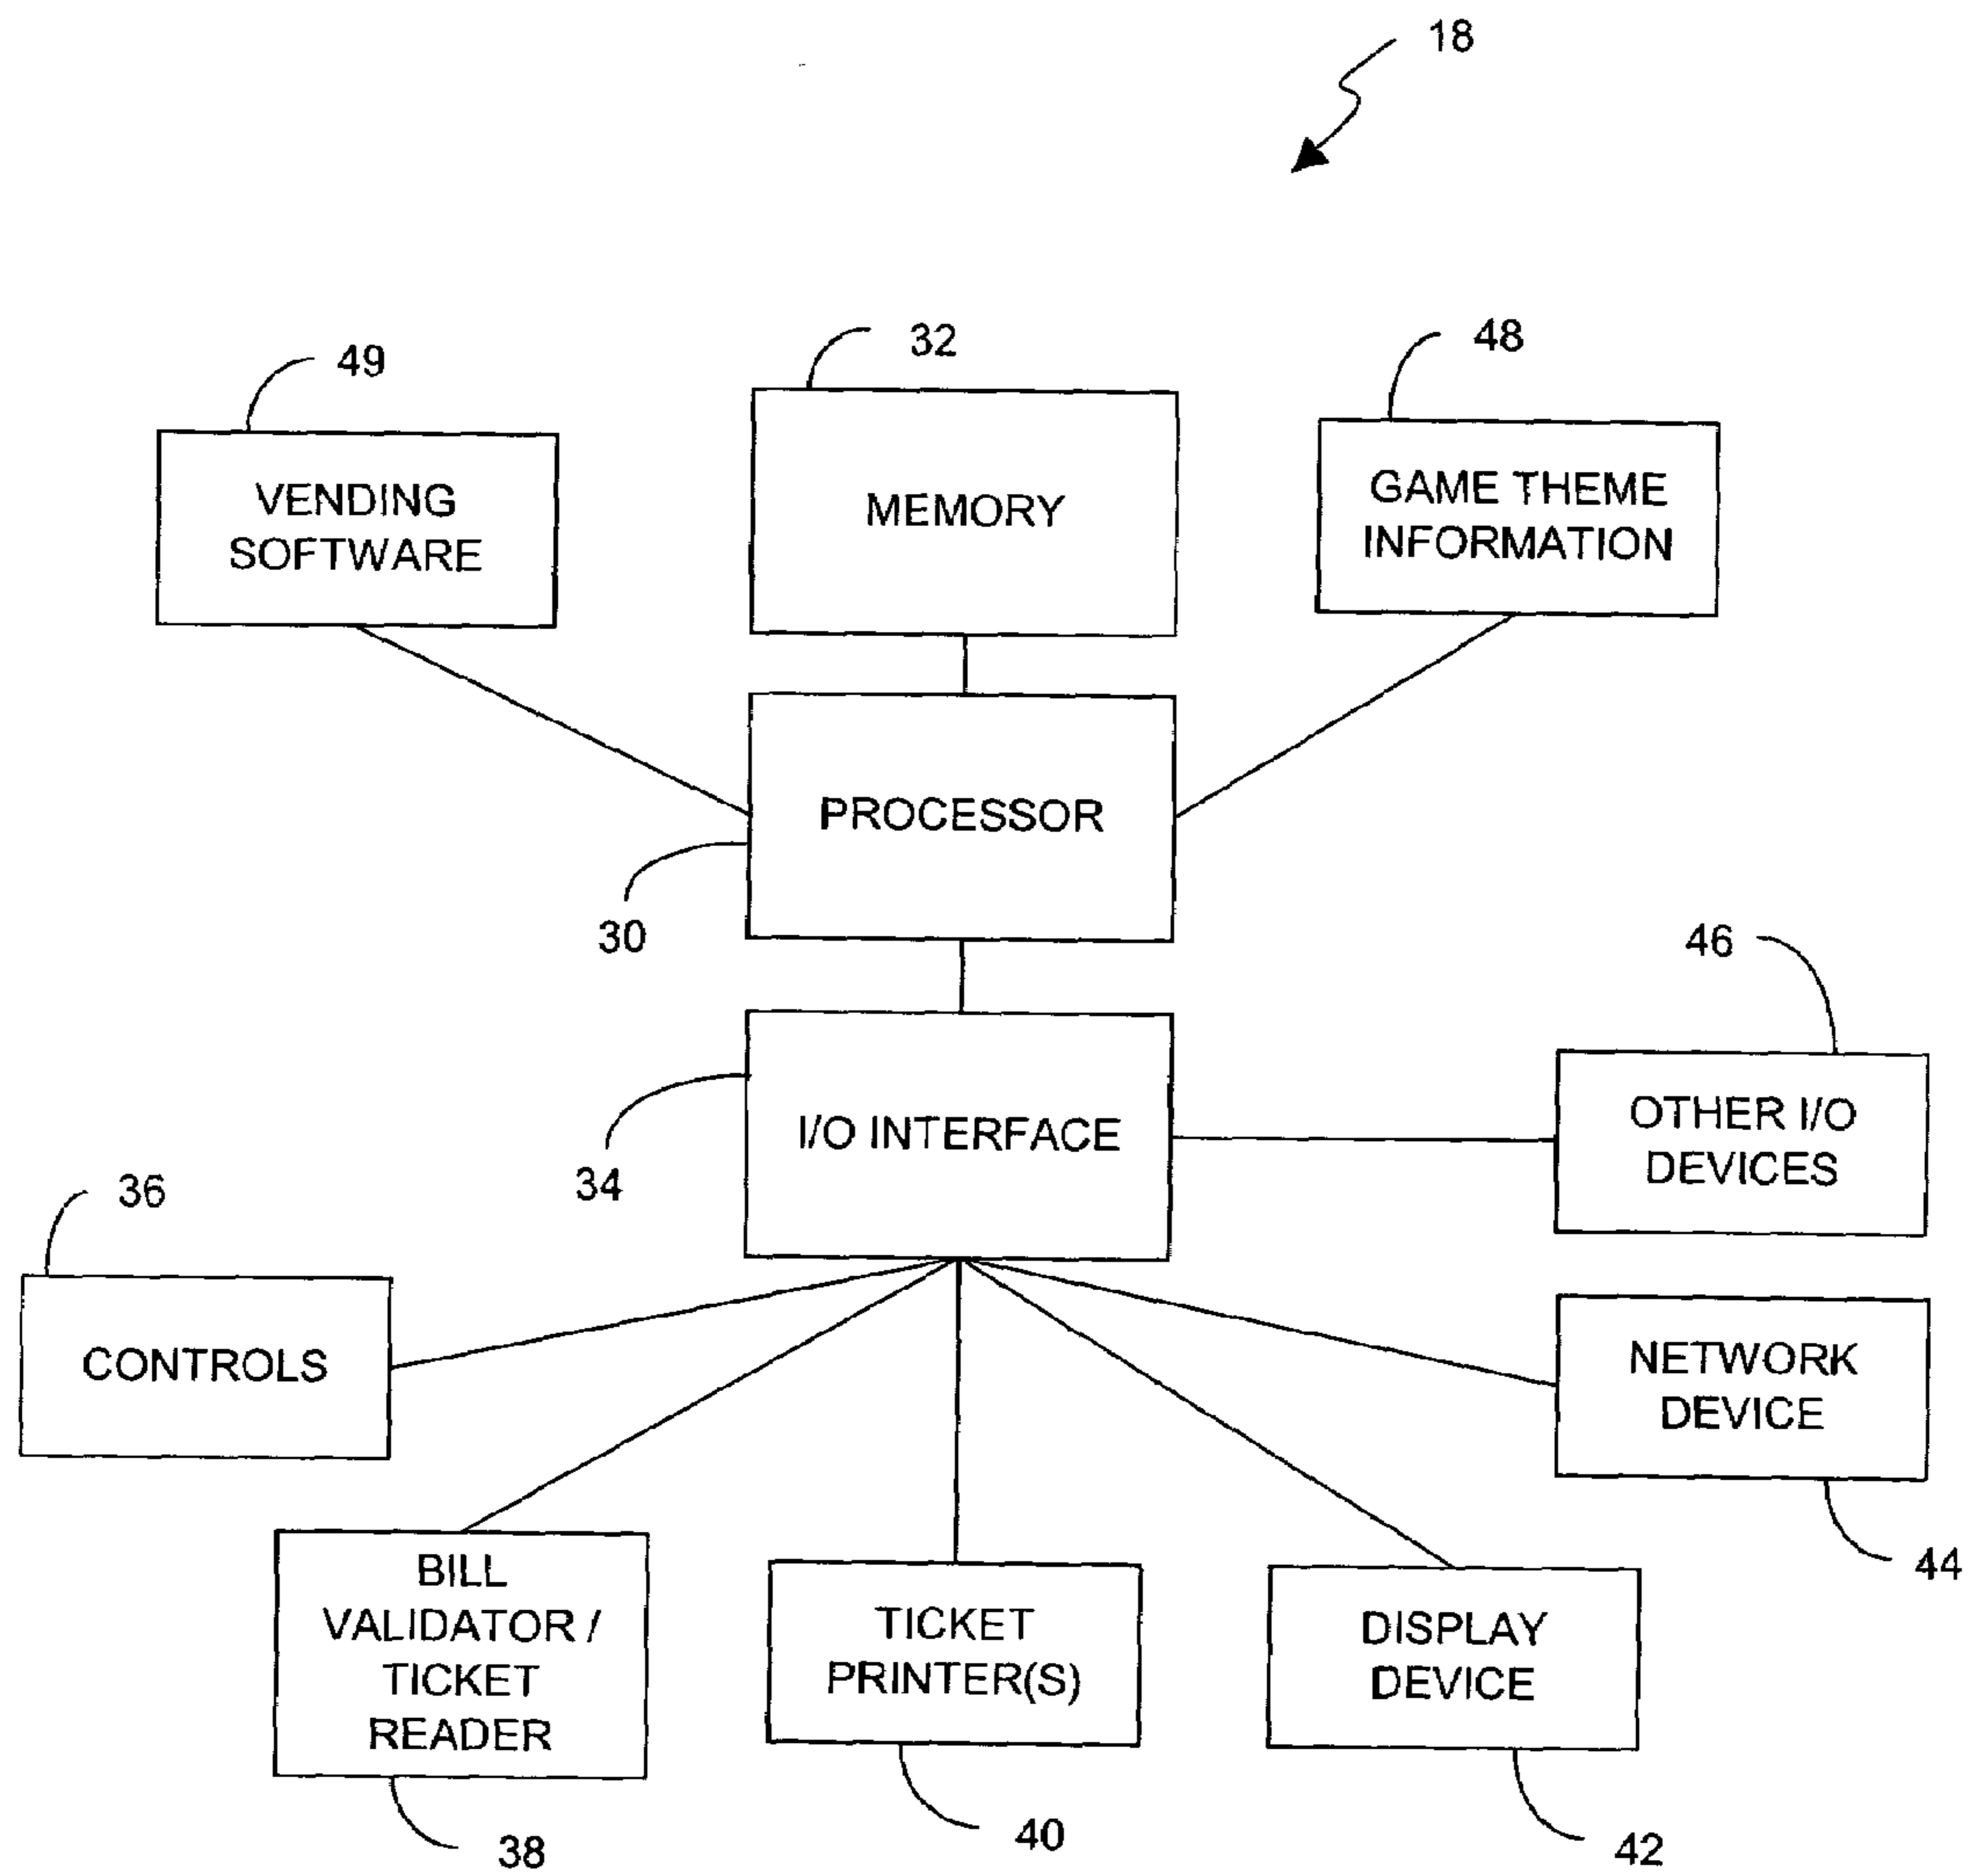 18
49
32
48
VENDING
SOFTWARE
MEMORY
GAME THEME
INFORMATION
PROCESSOR
30
46
I/O INTERFACE
34
OTHER I/O
DEVICES
36
CONTROLS
NETWORK
DEVICE
44
BILL
VALIDATOR /
TICKET
READER
38
TICKET
PRINTER(S)
40
DISPLAY
DEVICE
42